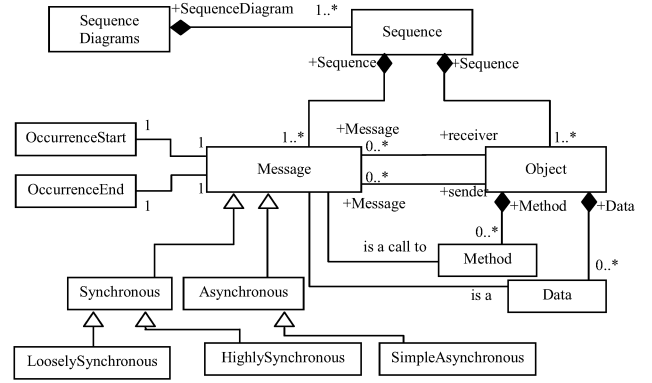 +SequenceDiagram
1..*
Sequence
Diagrams
Sequence
+Sequence
+Sequence
OccurrenceStart
1
1
1..*
+Message
0..*
+receiver
1..*
Message
Object
OccurrenceEnd
1
1
0..*
+Message
+sender
+Method
+Data
0..*
is a call to
Method
0..*
is a
Data
Synchronous
Asynchronous
LooselySynchronous
HighlySynchronous
SimpleAsynchronous